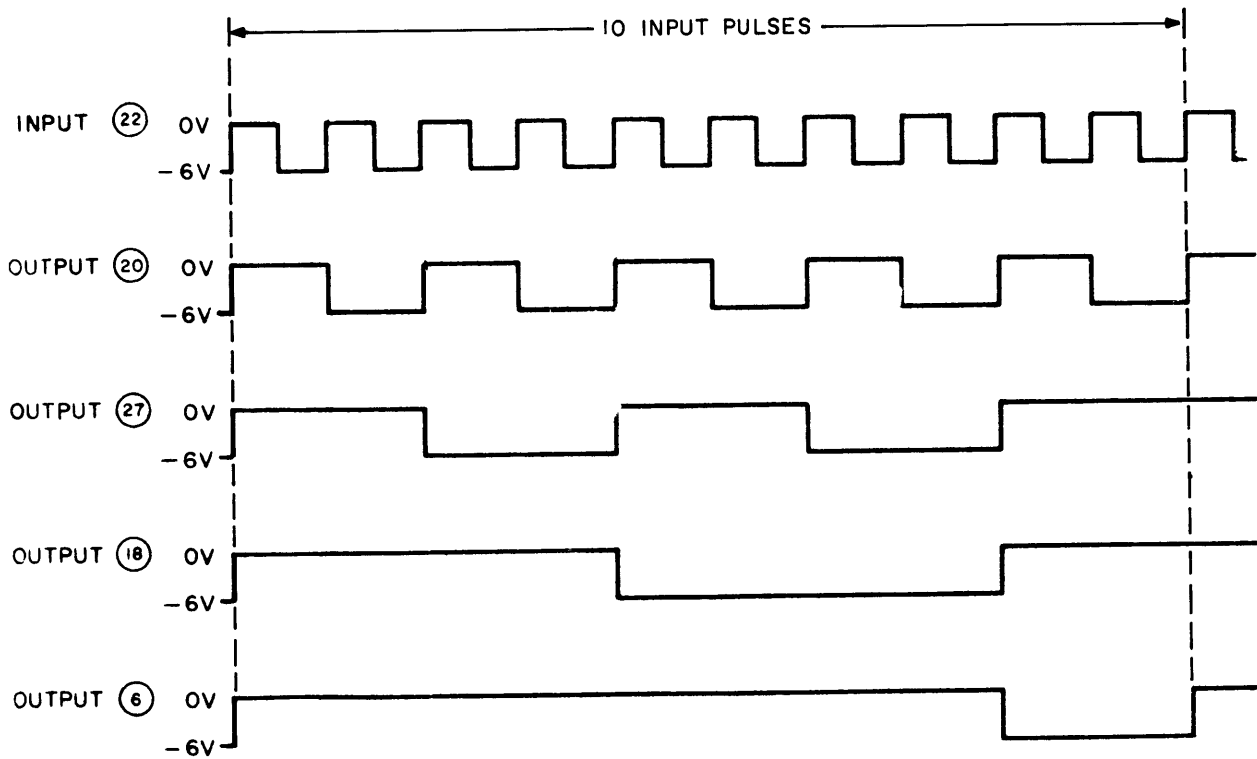 10 INPUT PULSES
INPUT 22 0V
-6V
OUTPUT 20 0V
-6V
OUTPUT 27 0V
-6V
OUTPUT 18 0V
-6V
OUTPUT 6 0V
-6V